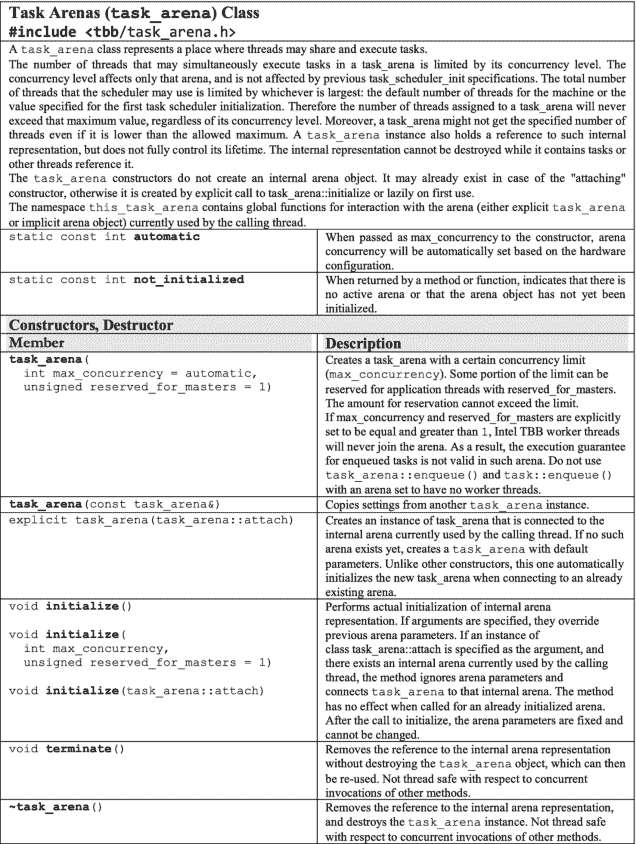 Task Arenas (task_arena) Class
#include <tbb/task_arena.h>
A task_arena class represents a place where threads may share and execute tasks.
The number of threads that may simultaneously execute tasks in a task_arena is limited by its concurrency level. The
concurrency level affects only that arena, and is not affected by previous task_scheduler_init specifications. The total number
of threads that the scheduler may use is limited by whichever is largest: the default number of threads for the machine or the
value specified for the first task scheduler initialization. Therefore the number of threads assigned to a task_arena will never
exceed that maximum value, regardless of its concurrency level. Moreover, a task_arena might not get the specified number of
threads even if it is lower than the allowed maximum. A task_arena instance also holds a reference to such internal
representation, but does not fully control its lifetime. The internal representation cannot be destroyed while it contains tasks or
other threads reference it.
The task_arena constructors do not create an internal arena object. It may already exist in case of the "attaching"
constructor, otherwise it is created by explicit call to task_arena::initialize or lazily on first use.
The namespace this_task_arena contains global functions for interaction with the arena (either explicit task_arena
or implicit arena object) currently used by the calling thread.
static const int automatic
When passed as max_concurrency to the constructor, arena
concurrency will be automatically set based on the hardware
configuration.
static const int not_initialized
When returned by a method or function, indicates that there is
no active arena or that the arena object has not yet been
initialized.
Constructors, Destructor
Member
Description
task_arena(
int max_concurrency = automatic,
unsigned reserved_for_masters = 1)
Creates a task_arena with a certain concurrency limit
(max_concurrency). Some portion of the limit can be
reserved for application threads with reserved_for_masters.
The amount for reservation cannot exceed the limit.
If max_concurrency and reserved_for_masters are explicitly
set to be equal and greater than 1, Intel TBB worker threads
will never join the arena. As a result, the execution guarantee
for enqueued tasks is not valid in such arena. Do not use
task_arena::enqueue() and task::enqueue()
with an arena set to have no worker threads.
task_arena(const task_arena&)
Copies settings from another task_arena instance.
explicit task_arena(task_arena::attach)
Creates an instance of task_arena that is connected to the
internal arena currently used by the calling thread. If no such
arena exists yet, creates a task_arena with default
parameters. Unlike other constructors, this one automatically
initializes the new task_arena when connecting to an already
existing arena.
void initialize()
void initialize(
int max_concurrency,
unsigned reserved_for_masters = 1)
void initialize(task_arena::attach)
Performs actual initialization of internal arena
representation. If arguments are specified, they override
previous arena parameters. If an instance of
class task_arena::attach is specified as the argument, and
there exists an internal arena currently used by the calling
thread, the method ignores arena parameters and
connects task_arena to that internal arena. The method
has no effect when called for an already initialized arena.
After the call to initialize, the arena parameters are fixed and
cannot be changed.
void terminate()
Removes the reference to the internal arena representation
without destroying the task_arena object, which can then
be re-used. Not thread safe with respect to concurrent
invocations of other methods.
~task_arena()
Removes the reference to the internal arena representation,
and destroys the task_arena instance. Not thread safe
with respect to concurrent invocations of other methods.